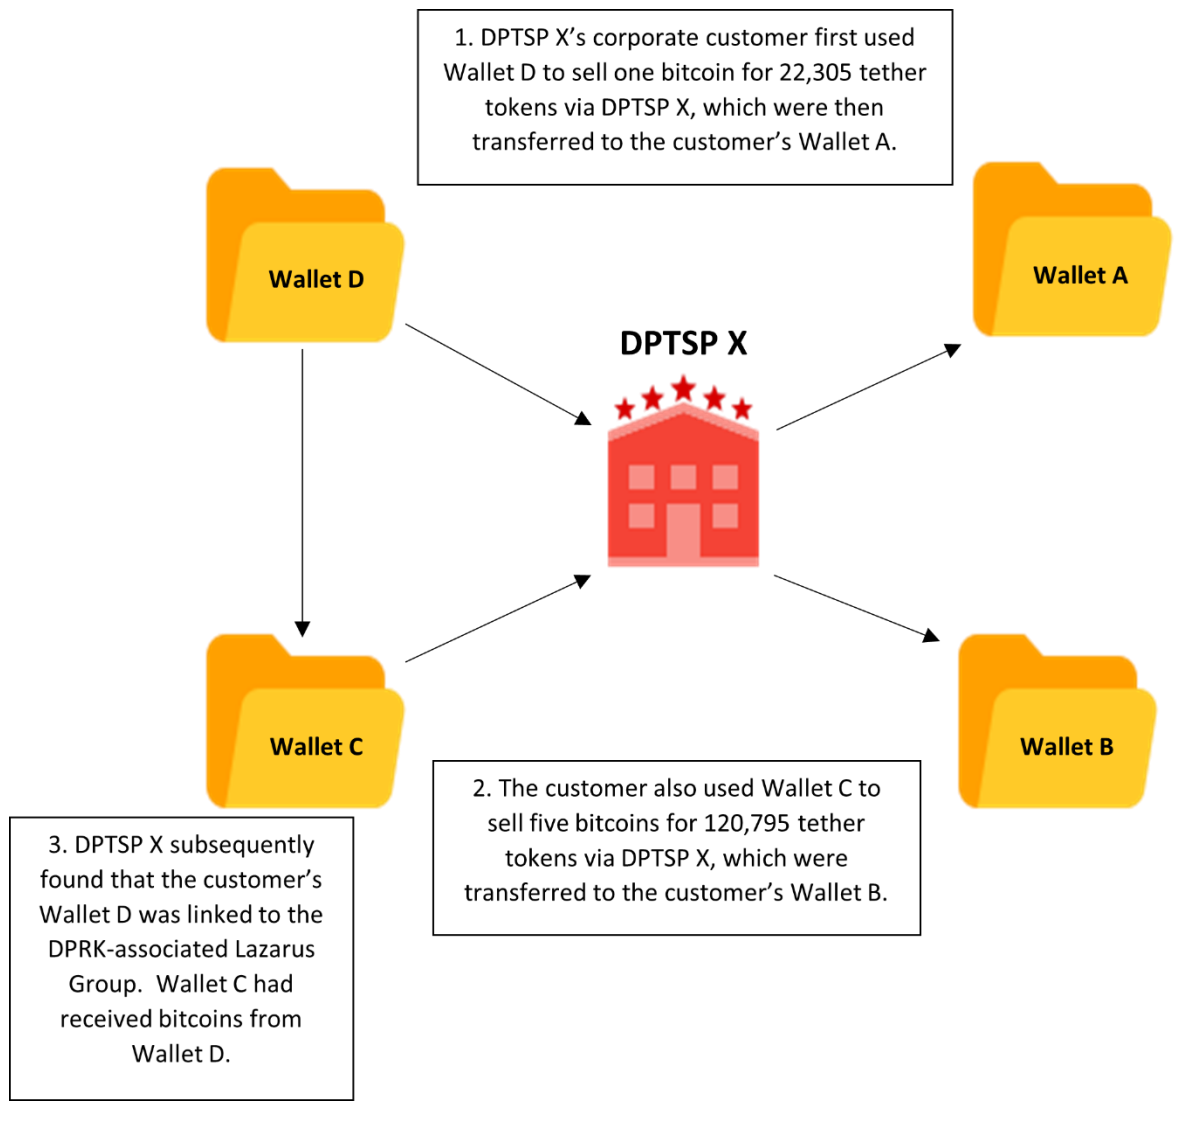 1. DPTSP X’s corporate customer first used
Wallet D to sell one bitcoin for 22,305 tether
tokens via DPTSP X, which were then
transferred to the customer’s Wallet A.
Wallet D
Wallet A
DPTSP X
Wallet C
Wallet B
2. The customer also used Wallet C to
sell five bitcoins for 120,795 tether
tokens via DPTSP X, which were
transferred to the customer’s Wallet B.
3. DPTSP X subsequently
found that the customer’s
Wallet D was linked to the
DPRK-associated Lazarus
Group.  Wallet C had
received bitcoins from
Wallet D.